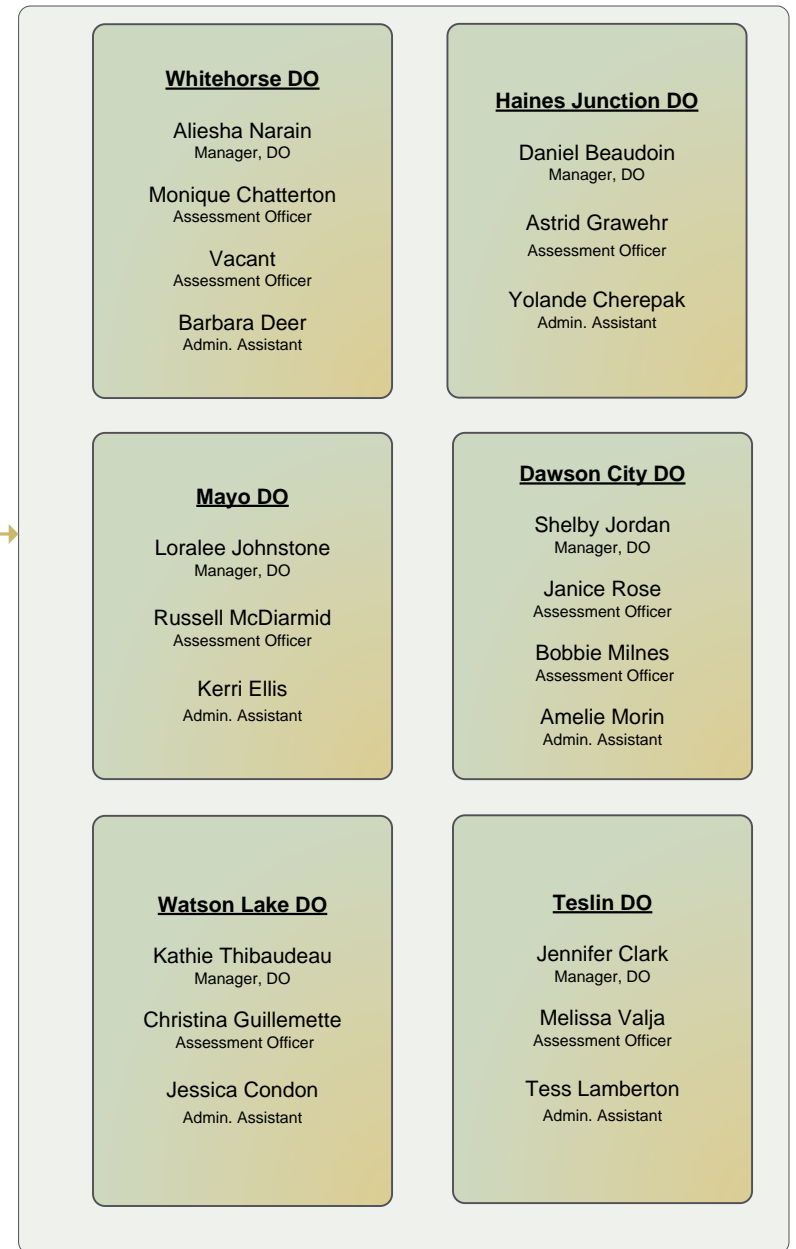 Whitehorse DO
Aliesha Narain
Manager, DO
Monique Chatterton
Assessment Officer
Vacant
Assessment Officer
Barbara Deer
Admin. Assistant
Haines Junction DO
Daniel Beaudoin
Manager, DO
Astrid Grawehr
Assessment Officer
Yolande Cherepak
Admin. Assistant
Mayo DO
Loralee Johnstone
Manager, DO
Russell McDiarmid
Assessment Officer
Kerri Ellis
Admin. Assistant
Dawson City DO
Shelby Jordan
Manager, DO
Janice Rose
Assessment Officer
Bobbie Milnes
Assessment Officer
Amelie Morin
Admin. Assistant
Watson Lake DO
Kathie Thibaudeau
Manager, DO
Christina Guillemette
Assessment Officer
Jessica Condon
Admin. Assistant
Teslin DO
Jennifer Clark
Manager, DO
Melissa Valja
Assessment Officer
Tess Lamberton
Admin. Assistant